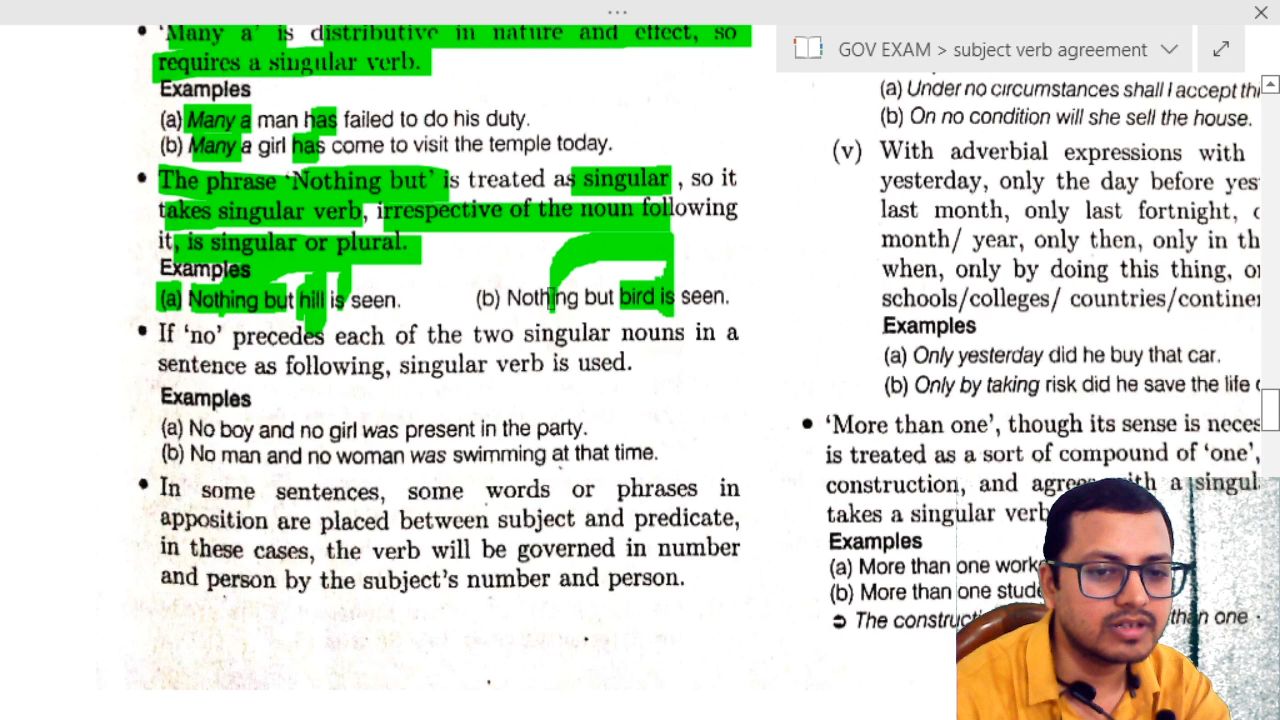 GOV EXAM > subject verb agreement
• 'Many a' is distributive in nature and effect, so
requires a singular verb.
Examples
(a) Many a man has failed to do his duty.
(b) Many a girl has come to visit the temple today.
• The phrase 'Nothing but' is treated as singular , so it
takes singular verb, irrespective of the noun following
it, is singular or plural.
Examples
(a) Nothing but hill is seen.
(b) Nothing but bird is seen.
• If 'no' precedes each of the two singular nouns in a
sentence as following, singular verb is used.
Examples
(a) No boy and no girl was present in the party.
(b) No man and no woman was swimming at that time.
• In some sentences, some words or phrases in
apposition are placed between subject and predicate,
in these cases, the verb will be governed in number
and person by the subject's number and person.
(a) Under no circumstances shall I accept
(b) On no condition will she sell the house.
(v) With adverbial expressions with
yesterday, only the day before
last month, only last fortnight,
month/ year, only then, only in
when, only by doing this thing,
schools/colleges/ countries/
Examples
(a) Only yesterday did he buy that car.
(b) Only by taking risk did he save the life
• 'More than one', though its sense is
is treated as a sort of compound of 'one',
construction, and with a
takes a singular verb
Examples
(a) More than one
(b) More than one
➲ The than one